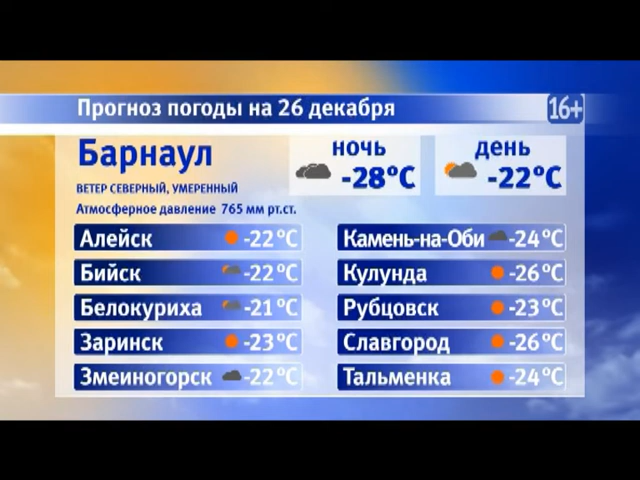 Прогноз погоды на 26 декабря 16+
Барнаул
ночь
-28°C
день
-22°C
ВЕТЕР СЕВЕРНЫЙ, УМЕРЕННЫЙ
Атмосферное давление 765 мм рт.ст.
Алейск -22°C
Бийск -22°C
Белокуриха -21°C
Заринск -23°C
Змеиногорск -22°C
Камень-на-Оби -24°C
Кулунда -26°C
Рубцовск -23°C
Славгород -26°C
Тальменка -24°C